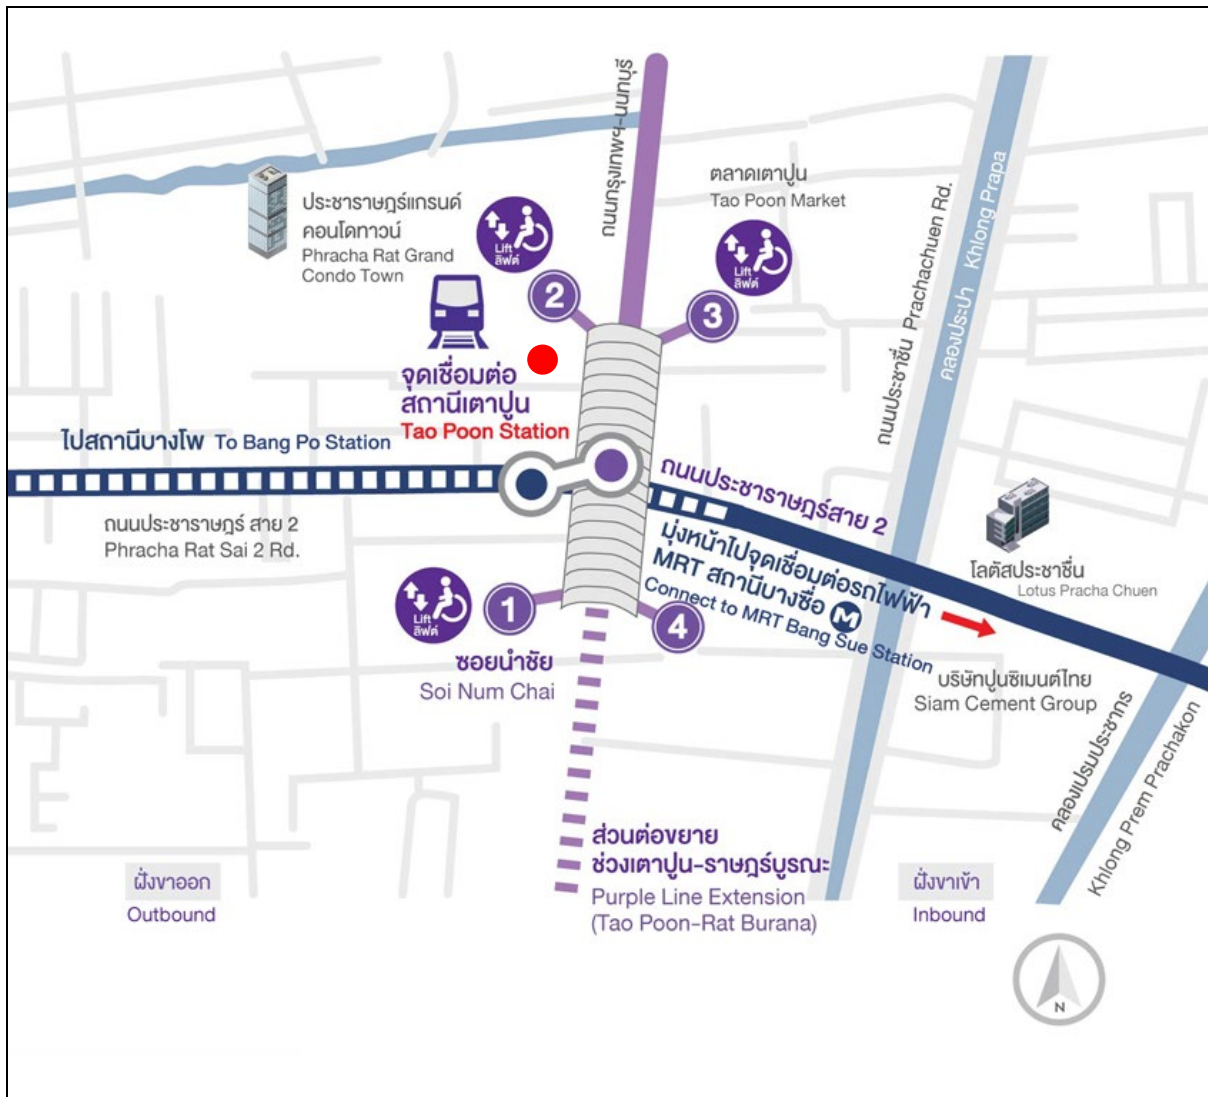 ถนนกรุงเทพฯ-นนทบุรี
ตลาดเตาปูน
Tao Poon Market
ประชาราษฎร์แกรนด์
คอนโดทาวน์
Phracha Rat Grand
Condo Town
Lift
ลิฟต์
Lift
ลิฟต์
2
3
ถนนประชาชื่น Prachachuen Rd.
คลองประปา Khlong Prapa
จุดเชื่อมต่อ
สถานีเตาปูน
Tao Poon Station
ไปสถานีบางโพ To Bang Po Station
ถนนประชาราษฎร์ สาย 2
Phracha Rat Sai 2 Rd.
ถนนประชาราษฎร์สาย 2
มุ่งหน้าไปจุดเชื่อมต่อรถไฟฟ้า
MRT สถานีบางซื่อ M
Connect to MRT Bang Sue Station
โลตัสประชาชื่น
Lotus Pracha Chuen
Lift
ลิฟต์
1
4
ซอยนำชัย
Soi Num Chai
บริษัทปูนซิเมนต์ไทย
Siam Cement Group
คลองเปรมประชากร
Khlong Prem Prachakon
ส่วนต่อขยาย
ช่วงเตาปูน-ราษฎร์บูรณะ
Purple Line Extension
(Tao Poon-Rat Burana)
ฝั่งขาออก
Outbound
ฝั่งขาเข้า
Inbound
N